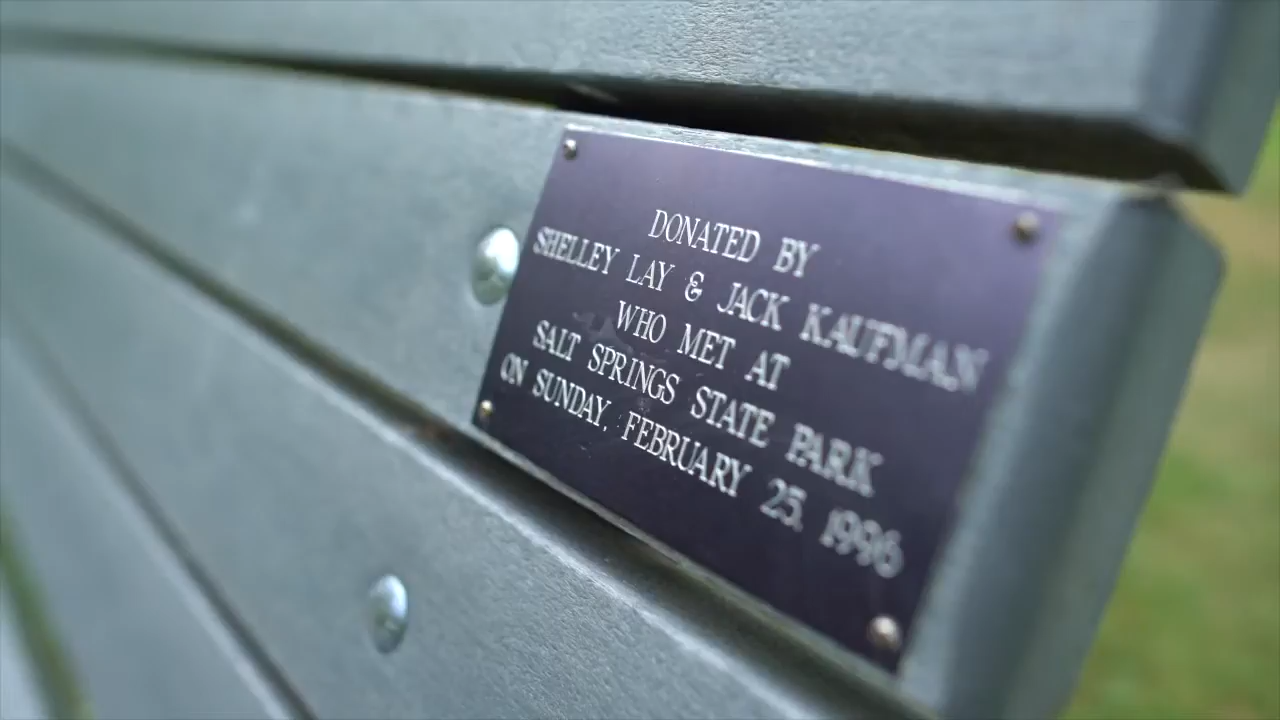 DONATED BY
SHELLEY LAY & JACK KAUFMAN
WHO MET AT
SALT SPRINGS STATE PARK
ON SUNDAY, FEBRUARY 25, 1996